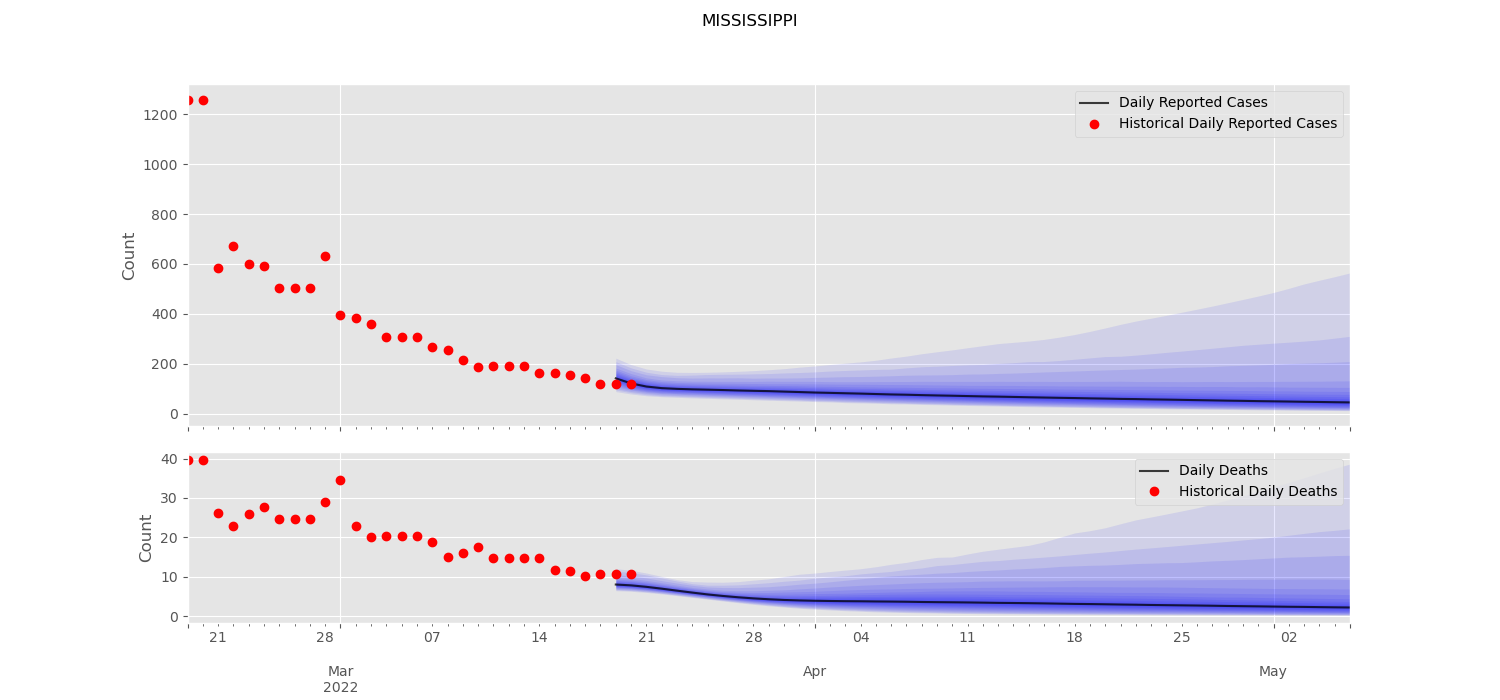 MISSISSIPPI
Daily Reported Cases
Historical Daily Reported Cases
Count
1200
1000
800
600
400
200
0
Daily Deaths
Historical Daily Deaths
Count
40
30
20
10
0
21 28 07 14 21 28 04 11 18 25 02
Mar Apr May
2022